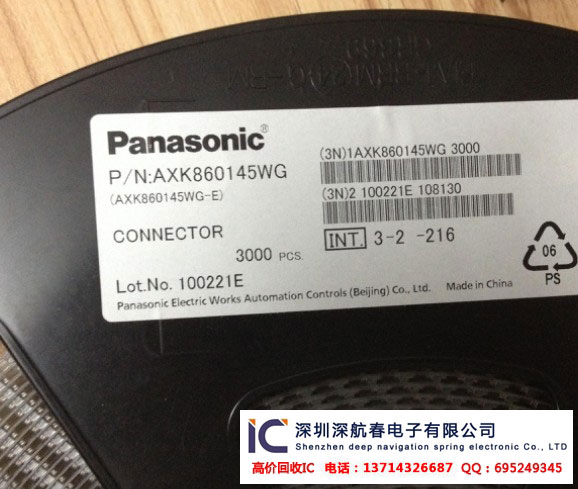 Panasonic®
P/N:AXK860145WG
(AXK860145WG-E)
CONNECTOR
3000 PCS.
Lot.No. 100221E
Panasonic Electric Works Automation Controls (Beijing) Co., Ltd. Made in China
(3N)1AXK860145WG 3000
(3N)2 100221E 108130
INT. 3-2 -216
06
PS
IC
深圳深航春电子有限公司
Shenzhen deep navigation spring electronic Co., LTD
高价回收IC 电话：13714326687 QQ：695249345